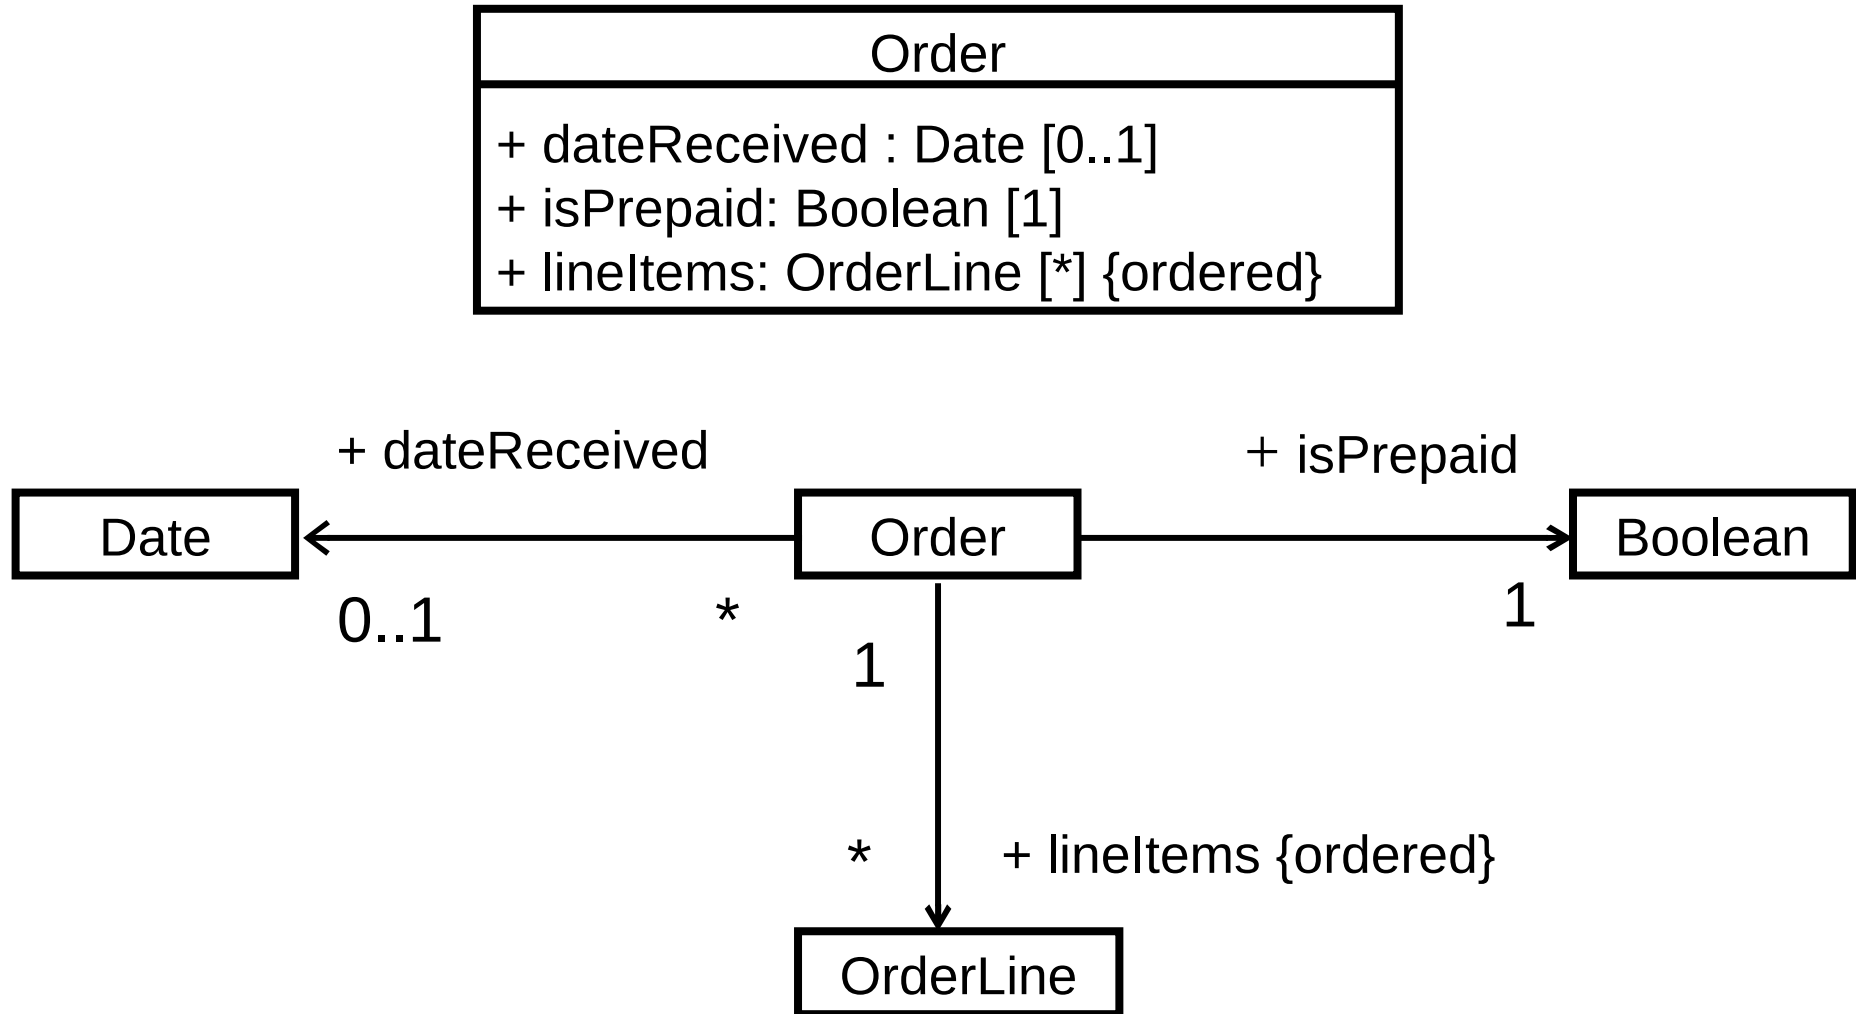 Order
+ dateReceived : Date [0..1]
+ isPrepaid: Boolean [1]
+ lineItems: OrderLine [*] {ordered}
+ dateReceived
+ isPrepaid
Date
Order
Boolean
0..1
*
1
1
*
+ lineItems {ordered}
OrderLine